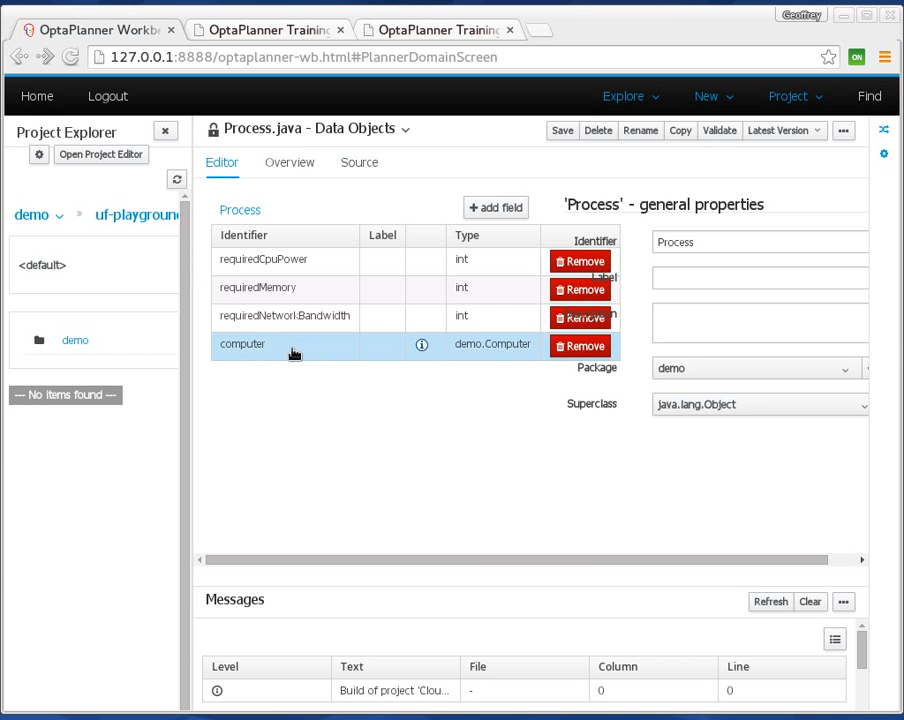 Geoffrey
OptaPlanner Workbe
OptaPlanner Training
OptaPlanner Training
127.0.0.1:8888/optaplanner-wb.html#PlannerDomainScreen
ON
Home
Logout
Explore
New
Project
Find
Project Explorer
Open Project Editor
demo
»
uf-playground
<default>
demo
--- No items found ---
Process.java - Data Objects
Save
Delete
Rename
Copy
Validate
Latest Version
Editor
Overview
Source
Process
+ add field
Identifier
Label
Type
requiredCpuPower
int
Remove
requiredMemory
int
Remove
requiredNetworkBandwidth
int
Remove
computer
demo.Computer
Remove
'Process' - general properties
Identifier
Process
Label
Package
demo
Superclass
java.lang.Object
Messages
Refresh
Clear
Level
Text
File
Column
Line
Build of project 'Clou...
-
0
0